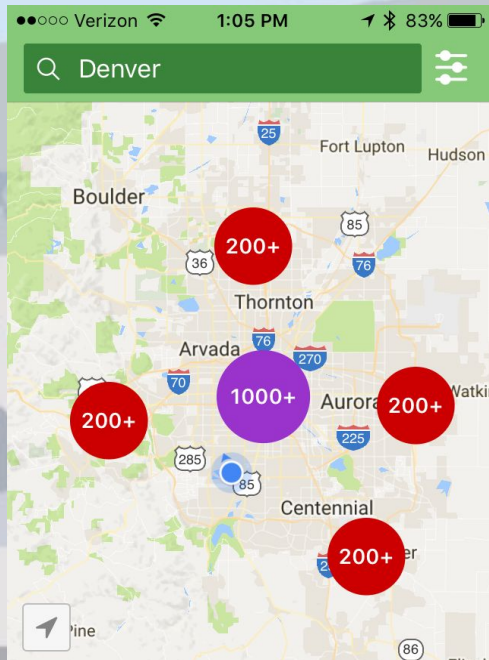 Verizon 1:05 PM 83%
Denver
25
Fort Lupton
Hudson
Boulder
85
200+
36
76
Thornton
76
Arvada
270
70
1000+
200+
Aurora
200+
225
285
85
Centennial
200+
86